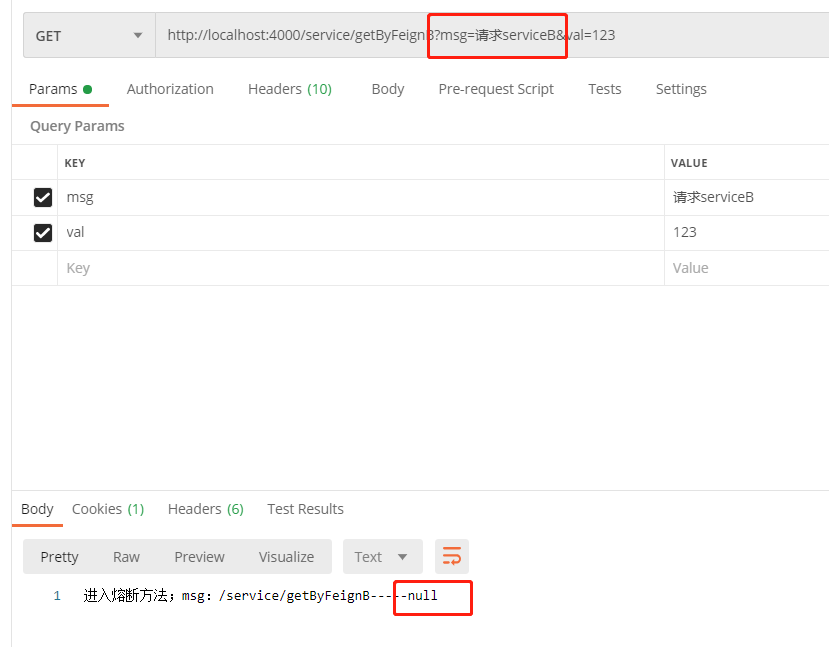 GET http://localhost:4000/service/getByFeignB?msg=请求serviceB&val=123
Params Authorization Headers (10) Body Pre-request Script Tests Settings
Query Params
KEY VALUE
msg 请求serviceB
val 123
Key Value
Body Cookies (1) Headers (6) Test Results
Pretty Raw Preview Visualize Text
1 进入熔断方法;msg: /service/getByFeignB-----null